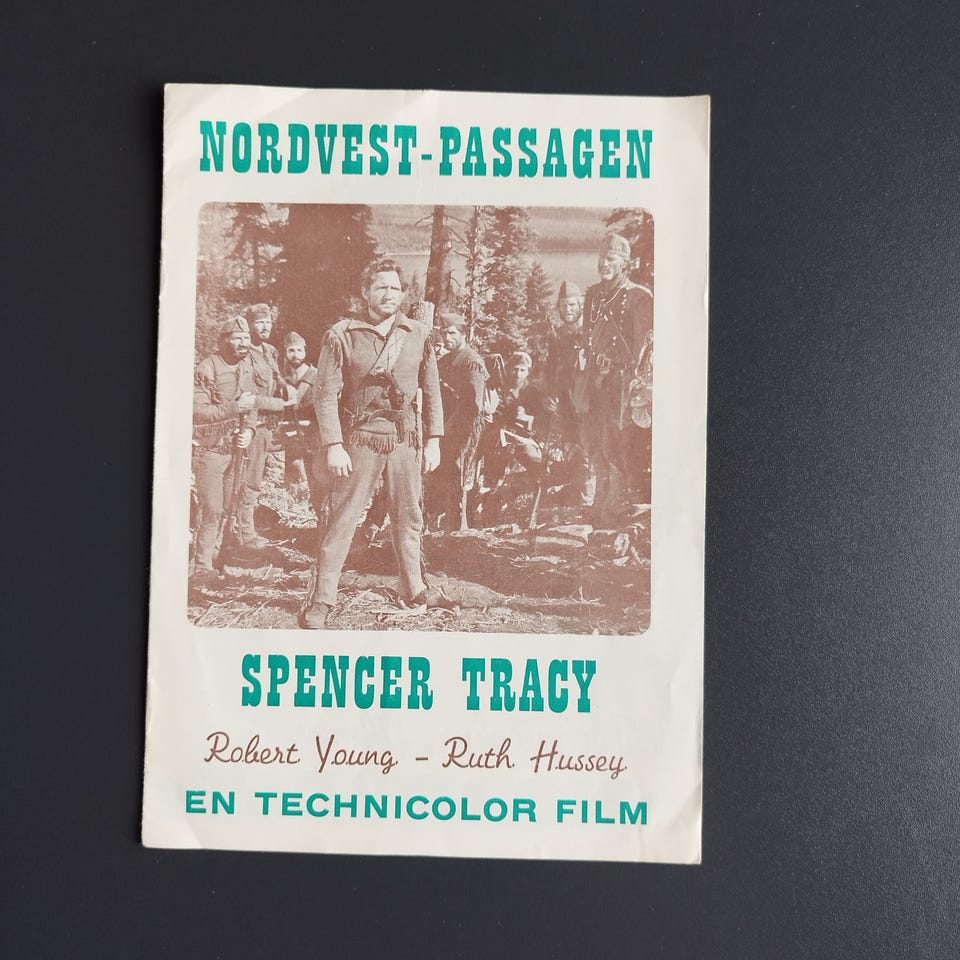 NORDVEST-PASSAGEN
SPENCER TRACY
Robert Young - Ruth Hussey
EN TECHNICOLOR FILM